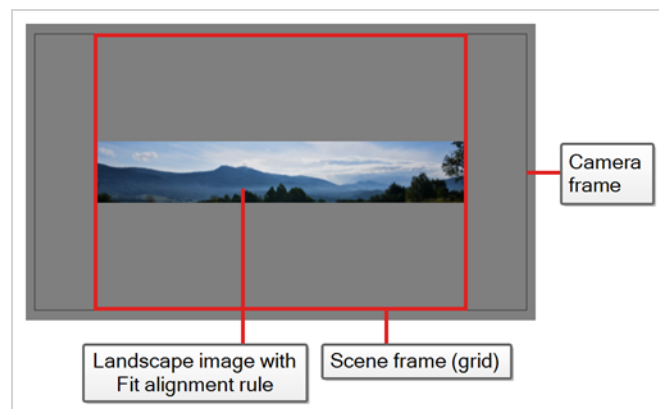 Camera
frame
Landscape image with
Fit alignment rule
Scene frame (grid)